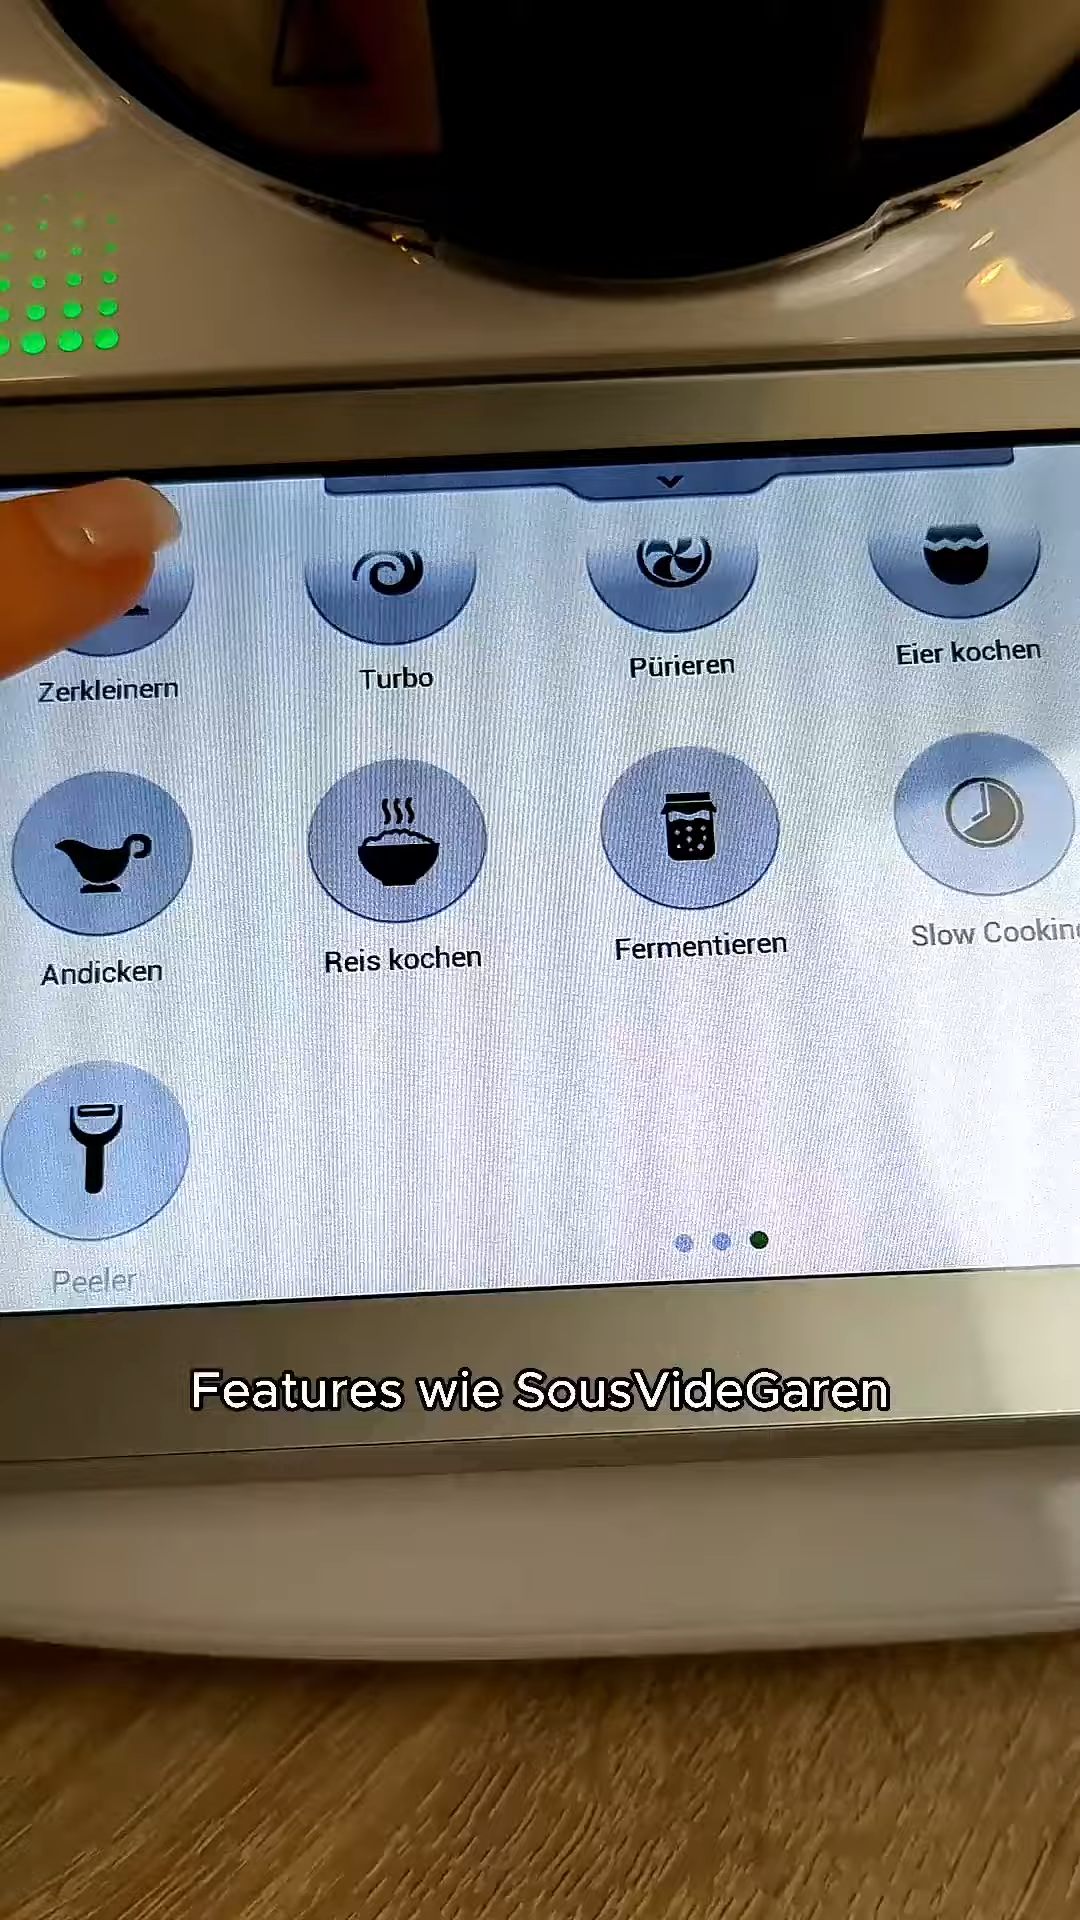 Zerkleinern
Turbo
Pürieren
Eier kochen
Andicken
Reis kochen
Fermentieren
Slow Cooking
Peeler
Features wie SousVideGaren